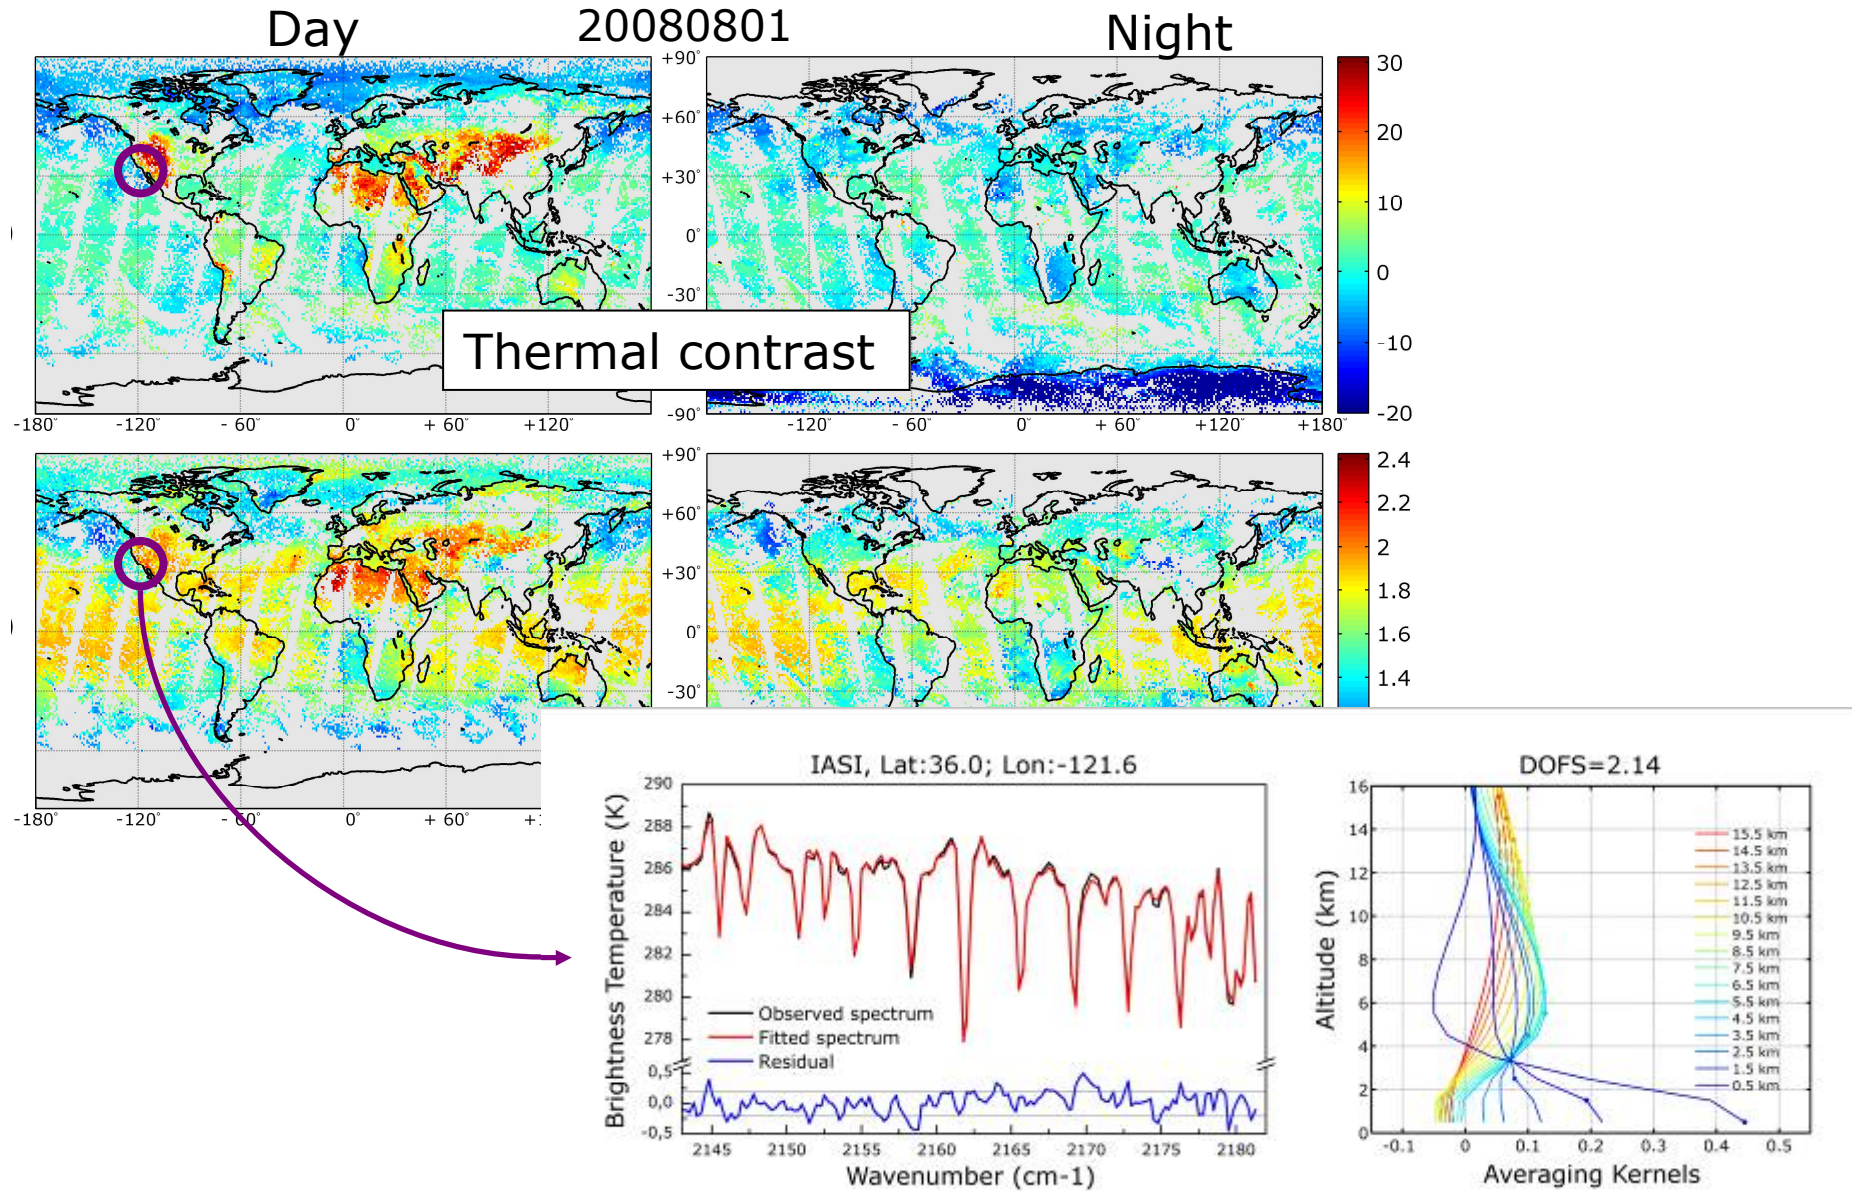 Day 20080801 Night
+90° +90°
+60° +60°
+30° +30°
0° 0°
-30° -30
-90°
-180° -120° - 60° 0° + 60° +120°
-120° - 60° 0° + 60° +120° +180°
30
20
10
0
-10
-20
Thermal contrast
+90°
+60°
+30°
0°
-30°
-180° -120° - 60° 0° + 60°
2.4
2.2
2
1.8
1.6
1.4
IASI, Lat:36.0; Lon:-121.6
Brightness Temperature (K)
290
288
286
284
282
280
278
0,5
0,0
-0,5
Observed spectrum
Fitted spectrum
Residual
2145 2150 2155 2160 2165 2170 2175 2180
Wavenumber (cm-1)
DOFS=2.14
Altitude (km)
16
14
12
10
8
6
4
2
0
15.5 km
14.5 km
13.5 km
12.5 km
11.5 km
10.5 km
9.5 km
8.5 km
7.5 km
6.5 km
5.5 km
4.5 km
3.5 km
2.5 km
1.5 km
0.5 km
-0.1 0 0.1 0.2 0.3 0.4 0.5
Averaging Kernels